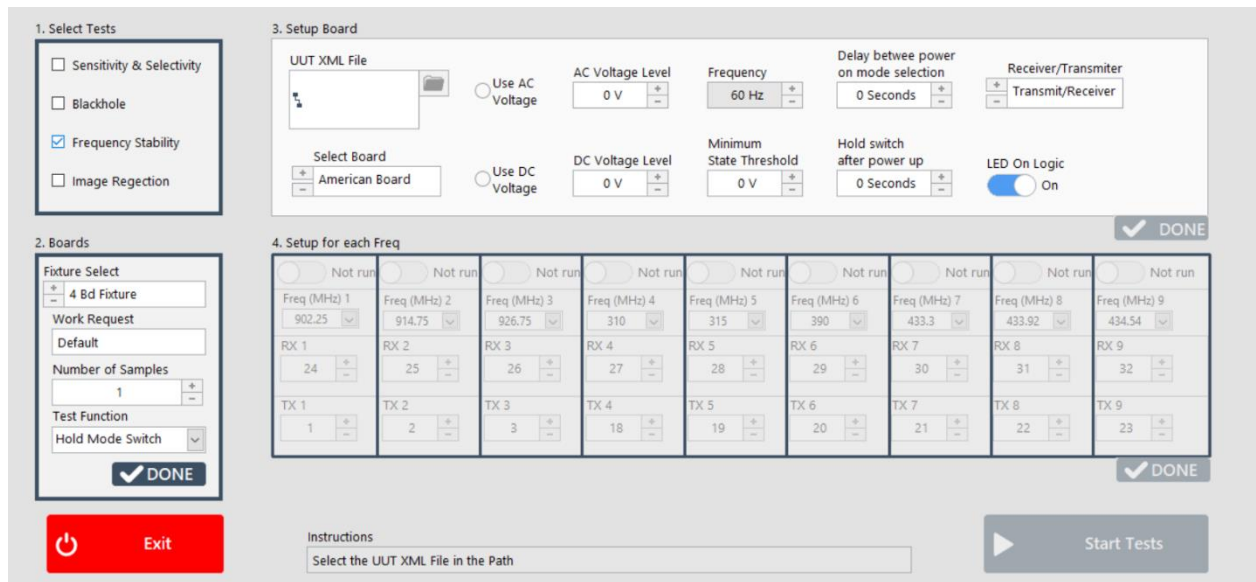 1. Select Tests
Sensitivity & Selectivity
Blackhole
Frequency Stability
Image Regection
2. Boards
Fixture Select
4 Bd Fixture
Work Request
Default
Number of Samples
1
Test Function
Hold Mode Switch
DONE
Exit
3. Setup Board
UUT XML File
Use AC
Voltage
AC Voltage Level
0 V
Frequency
60 Hz
Delay betwee power
on mode selection
0 Seconds
Receiver/Transmiter
Transmit/Receiver
Select Board
American Board
Use DC
Voltage
DC Voltage Level
0 V
Minimum
State Threshold
0 V
Hold switch
after power up
0 Seconds
LED On Logic
On
DONE
4. Setup for each Freq
Not run Not run Not run Not run Not run Not run Not run Not run Not run
Freq (MHz) 1 Freq (MHz) 2 Freq (MHz) 3 Freq (MHz) 4 Freq (MHz) 5 Freq (MHz) 6 Freq (MHz) 7 Freq (MHz) 8 Freq (MHz) 9
902.25 914.75 926.75 310 315 390 433.3 433.92 434.54
RX 1 RX 2 RX 3 RX 4 RX 5 RX 6 RX 7 RX 8 RX 9
24 25 26 27 28 29 30 31 32
TX 1 TX 2 TX 3 TX 4 TX 5 TX 6 TX 7 TX 8 TX 9
1 2 3 18 19 20 21 22 23
DONE
Instructions
Select the UUT XML File in the Path
Start Tests